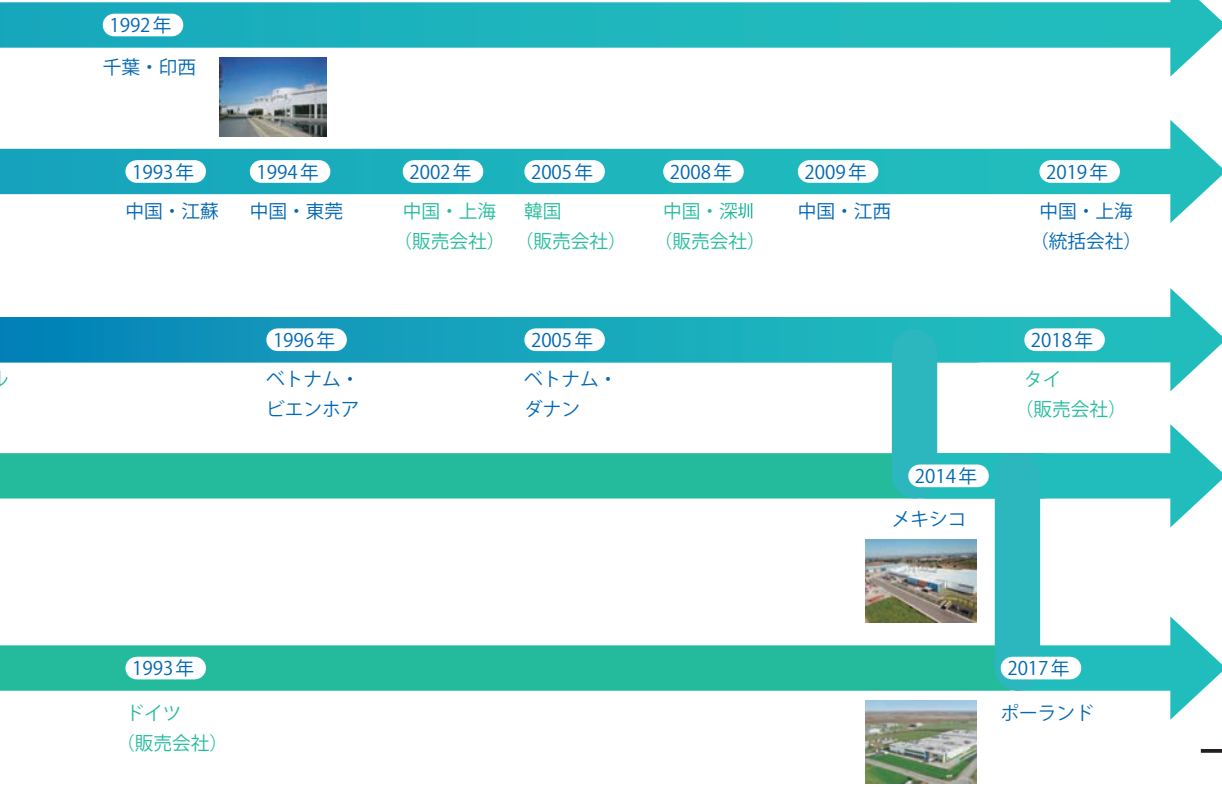 1992年
千葉・印西
1993年
中国・江蘇
1994年
中国・東莞
2002年
中国・上海
（販売会社）
2005年
韓国
（販売会社）
2008年
中国・深圳
（販売会社）
2009年
中国・江西
2019年
中国・上海
（統括会社）
ル
1996年
ベトナム・
ビエンホア
2005年
ベトナム・
ダナン
2018年
タイ
（販売会社）
2014年
メキシコ
1993年
ドイツ
（販売会社）
2017年
ポーランド